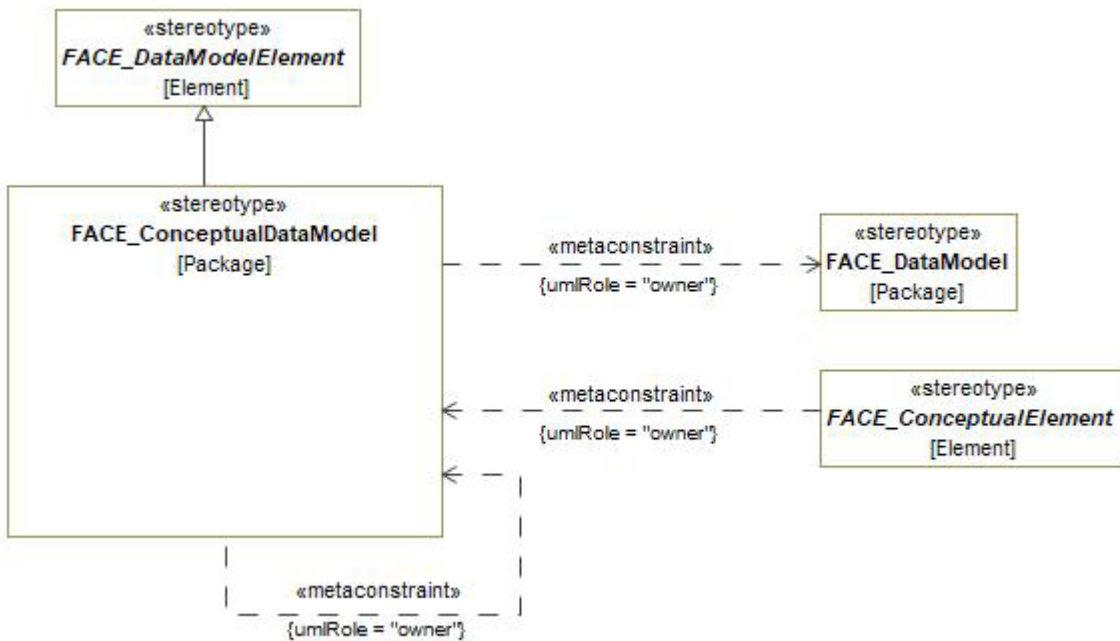 «stereotype»
FACE_DataModelElement
[Element]
«stereotype»
FACE_ConceptualDataModel
[Package]
«metaconstraint»
{umlRole = "owner"}
«stereotype»
FACE_DataModel
[Package]
«metaconstraint»
{umlRole = "owner"}
«stereotype»
FACE_ConceptualElement
[Element]
«metaconstraint»
{umlRole = "owner"}